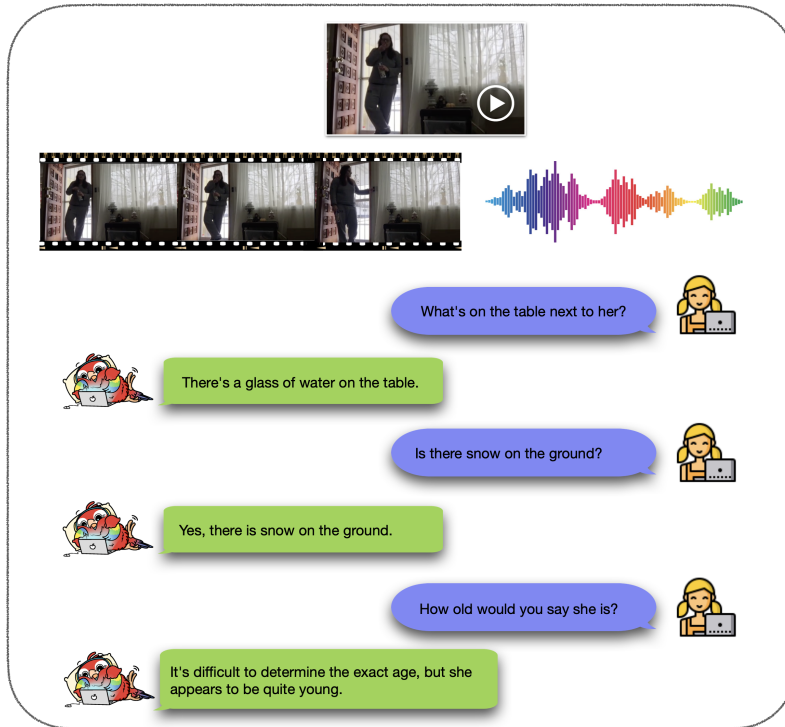 What's on the table next to her?
There's a glass of water on the table.
Is there snow on the ground?
Yes, there is snow on the ground.
How old would you say she is?
It's difficult to determine the exact age, but she
appears to be quite young.